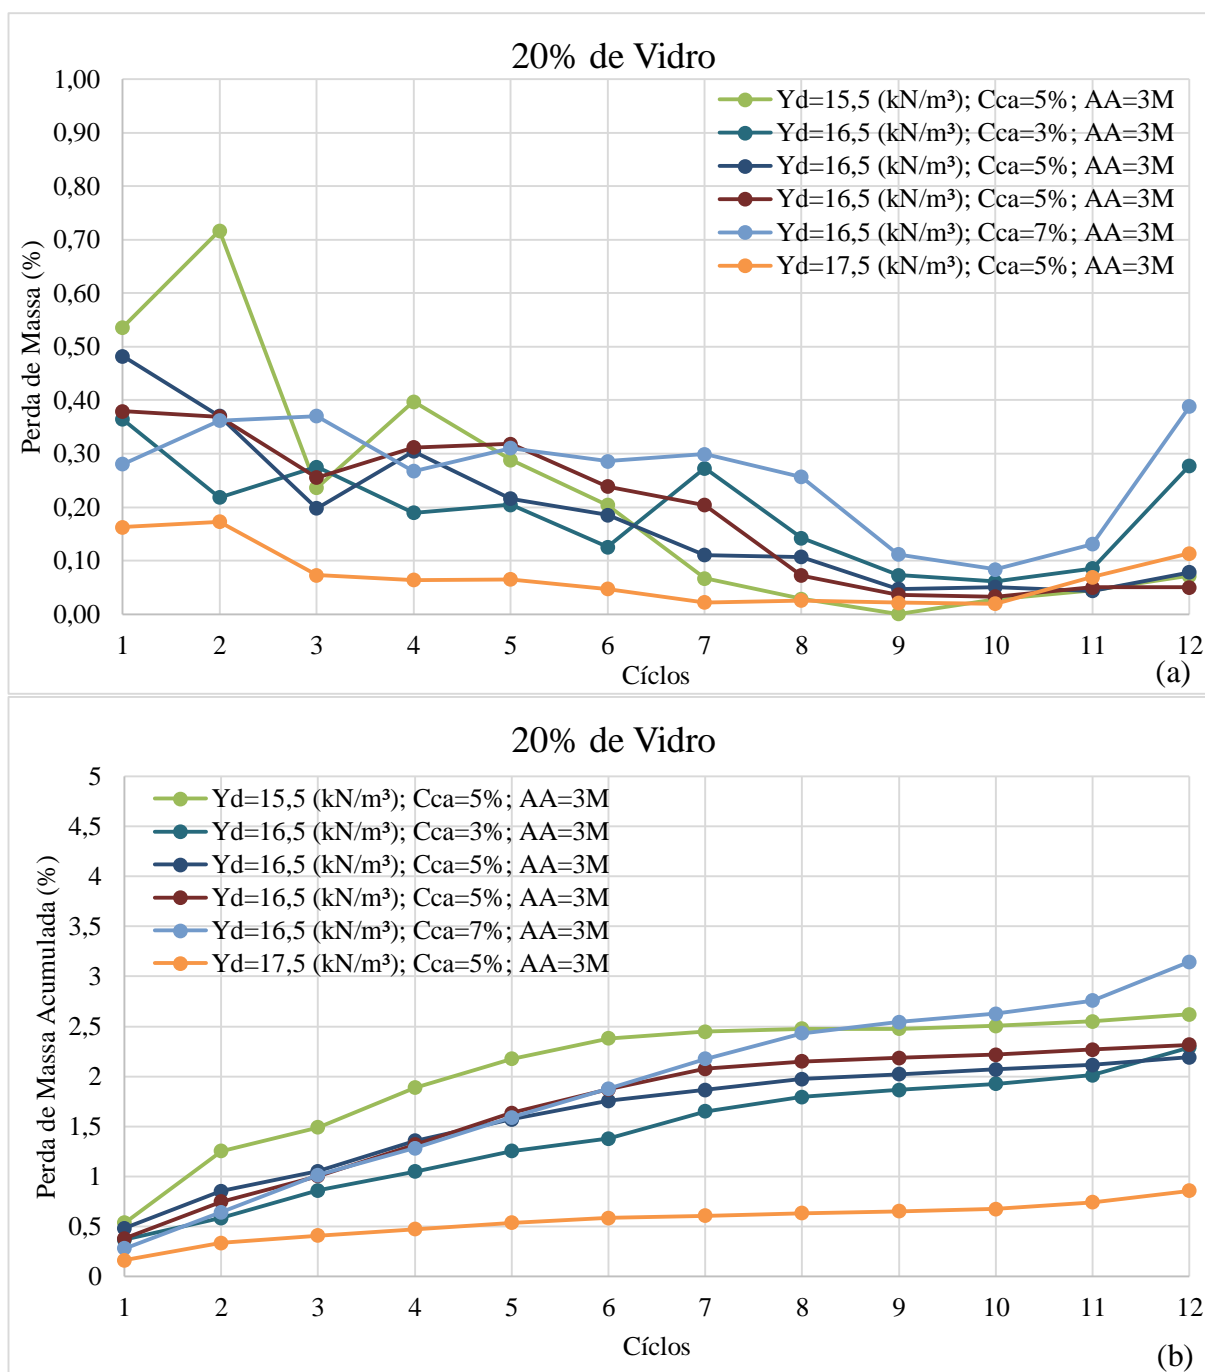 20% de Vidro
1,00
0,90
0,80
0,70
0,60
0,50
0,40
0,30
0,20
0,10
0,00
Perda de Massa (%)
Yd=15,5 (kN/m³); Cca=5%; AA=3M
Yd=16,5 (kN/m³); Cca=3%; AA=3M
Yd=16,5 (kN/m³); Cca=5%; AA=3M
Yd=16,5 (kN/m³); Cca=5%; AA=3M
Yd=16,5 (kN/m³); Cca=7%; AA=3M
Yd=17,5 (kN/m³); Cca=5%; AA=3M
1 2 3 4 5 6 7 8 9 10 11 12
Cíclos
(a)
20% de Vidro
5
4,5
4
3,5
3
2,5
2
1,5
1
0,5
0
Perda de Massa Acumulada (%)
Yd=15,5 (kN/m³); Cca=5%; AA=3M
Yd=16,5 (kN/m³); Cca=3%; AA=3M
Yd=16,5 (kN/m³); Cca=5%; AA=3M
Yd=16,5 (kN/m³); Cca=5%; AA=3M
Yd=16,5 (kN/m³); Cca=7%; AA=3M
Yd=17,5 (kN/m³); Cca=5%; AA=3M
1 2 3 4 5 6 7 8 9 10 11 12
Cíclos
(b)